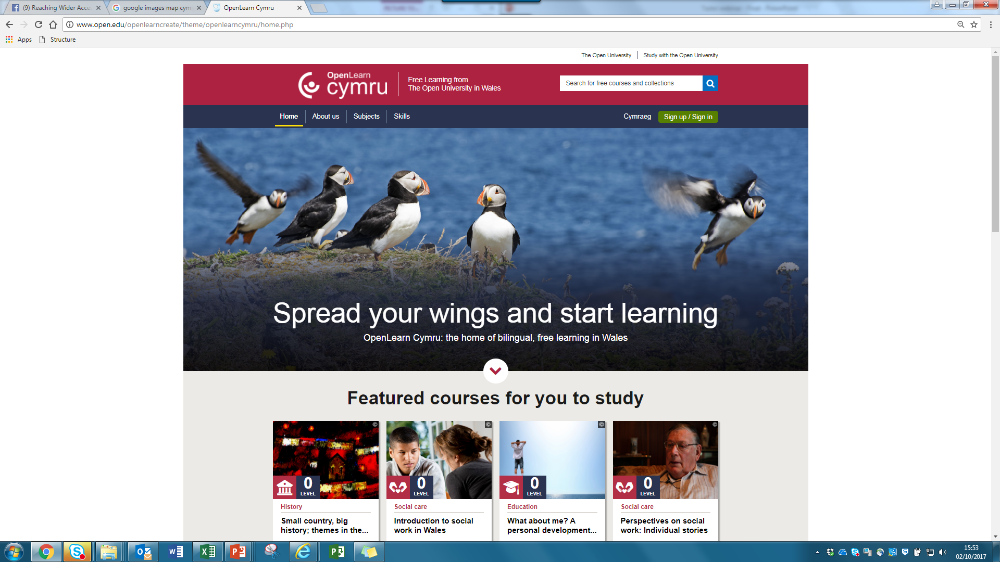 (9) Reaching Wider Acce
google images map cym
OpenLearn Cymru
www.open.edu/openlearncreate/theme/openlearncymru/home.php
Apps
Structure
The Open University
Study with the Open University
OpenLearn
cymru
Free Learning from
The Open University in Wales
Search for free courses and collections
Home
About us
Subjects
Skills
Cymraeg
Sign up / Sign in
Spread your wings and start learning
OpenLearn Cymru: the home of bilingual, free learning in Wales
Featured courses for you to study
©
©
©
©
0
LEVEL
0
LEVEL
0
LEVEL
0
LEVEL
History
Social care
Education
Social care
Small country, big
history; themes in the...
Introduction to social
work in Wales
What about me? A
personal development...
Perspectives on social
work: Individual stories
15:53
02/10/2017